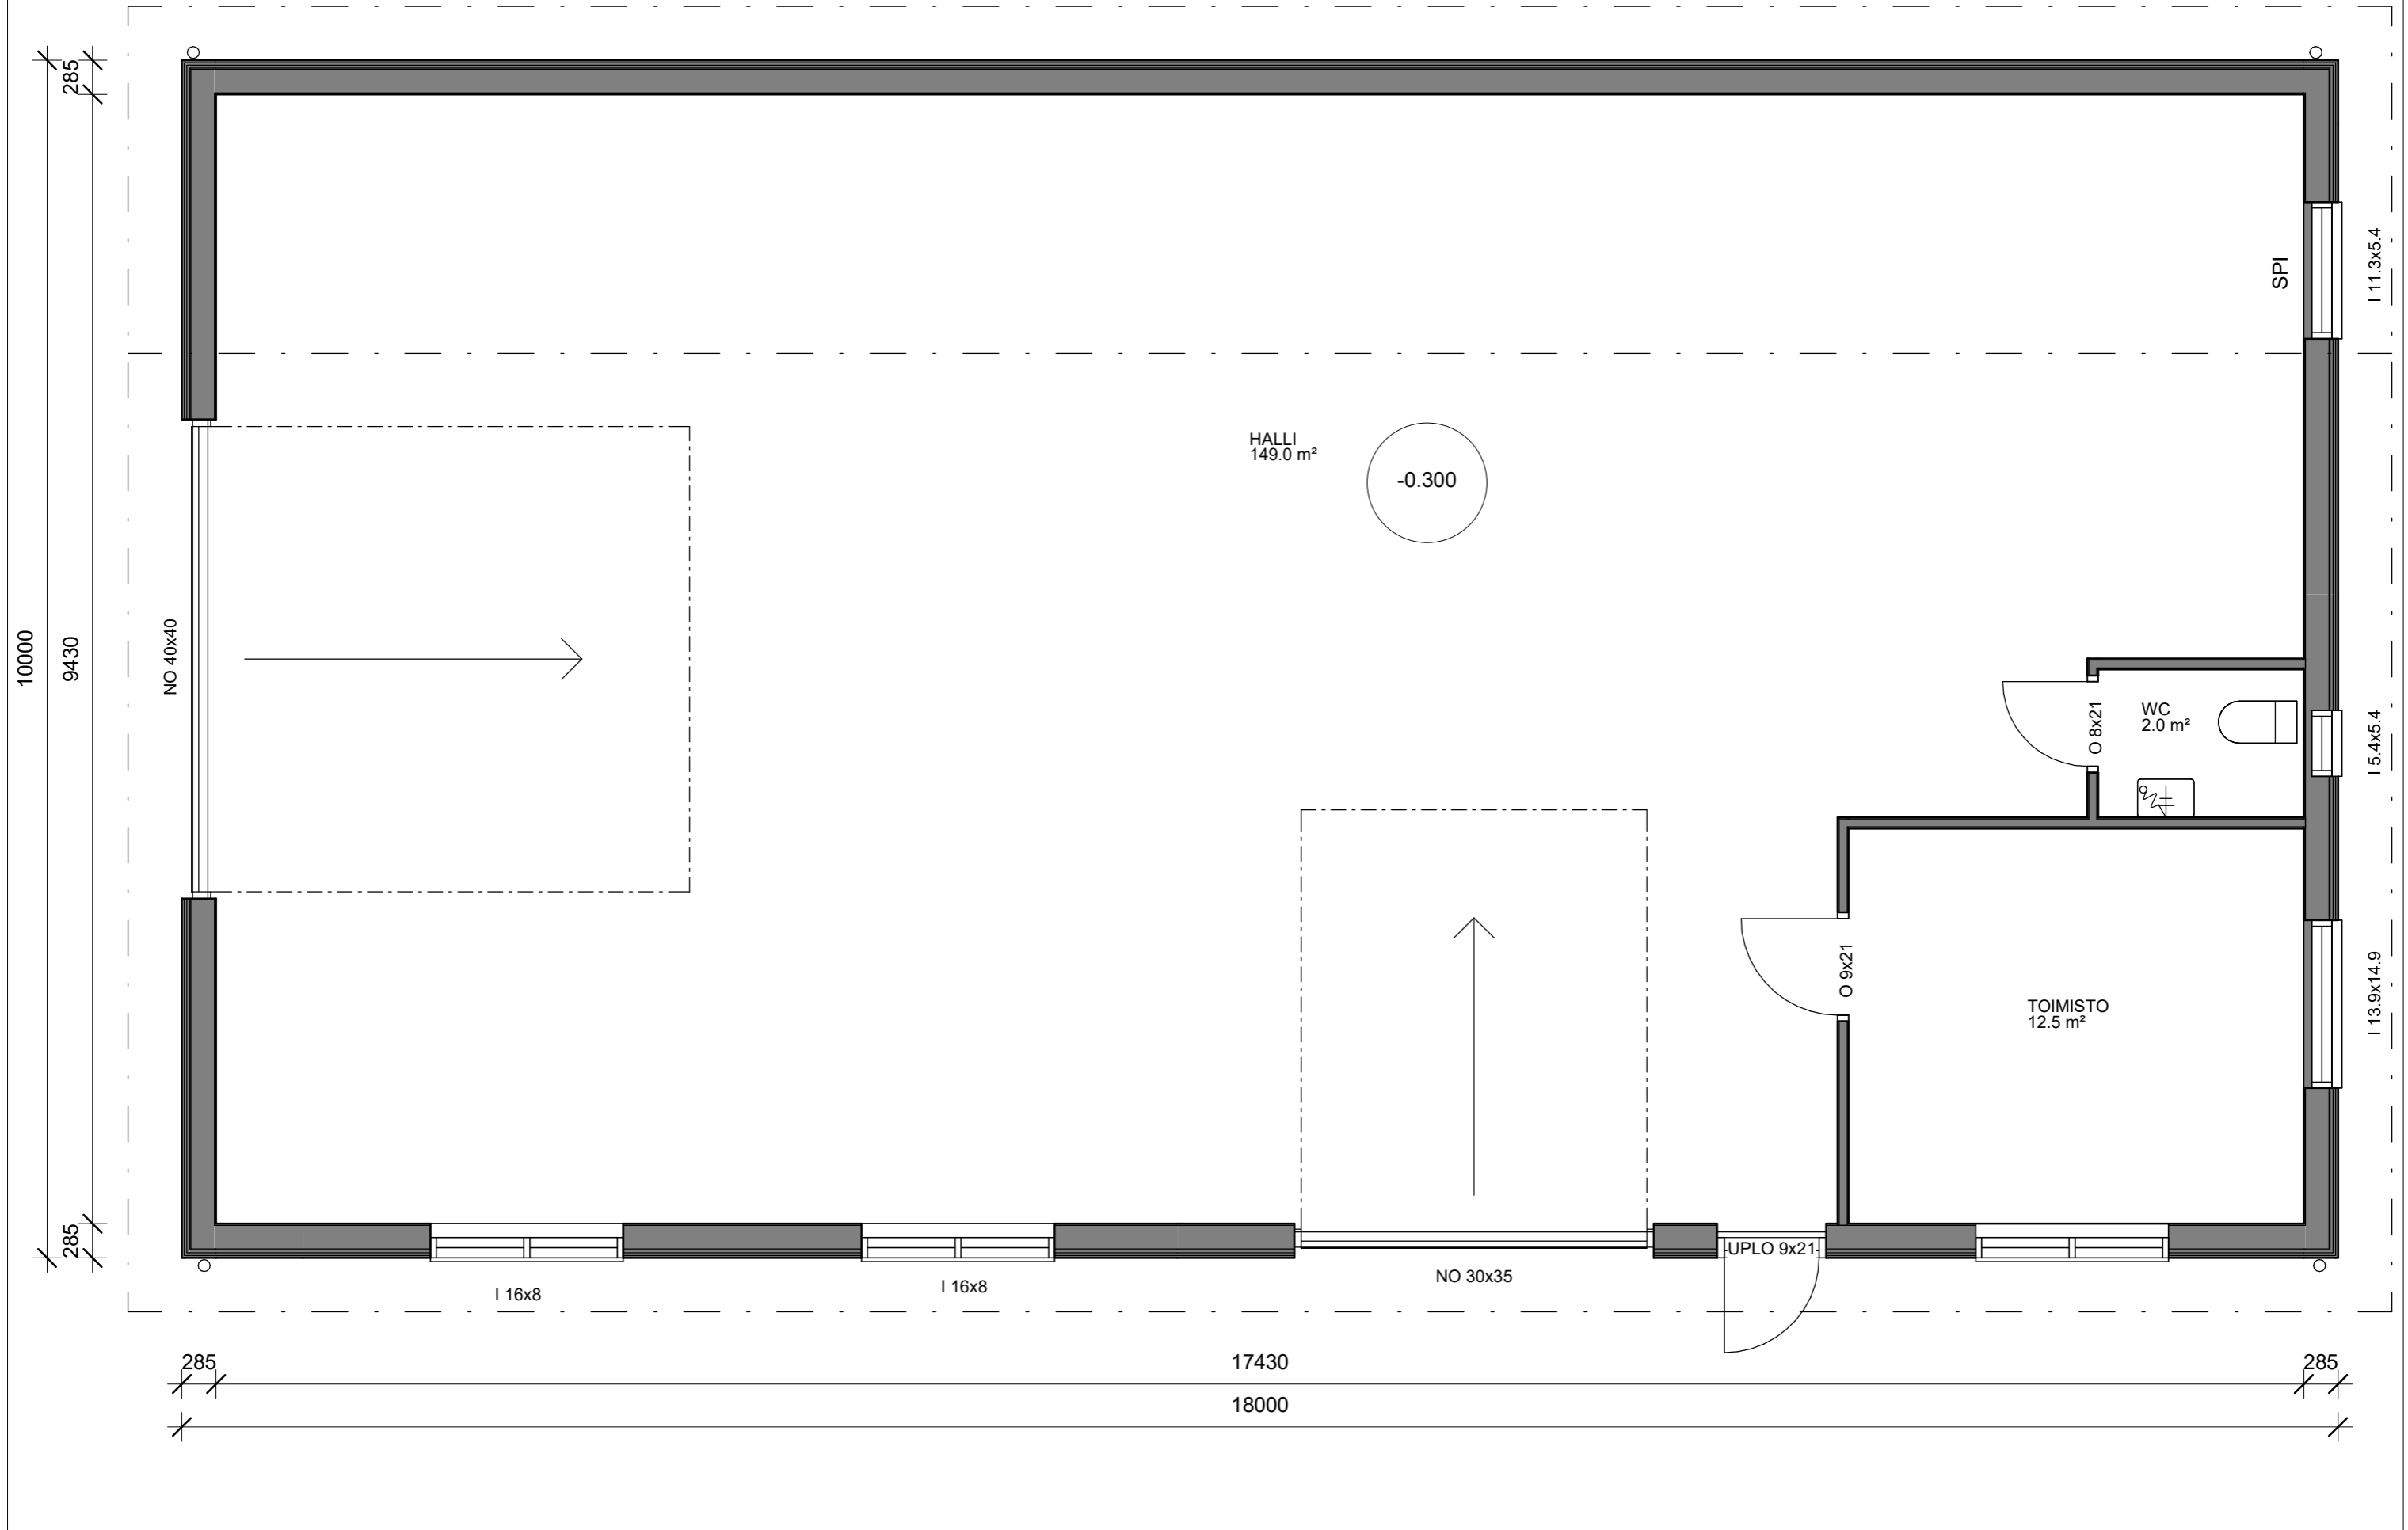 285
10000
9430
285
NO 40x40
HALLI
149.0 m²
-0.300
SPI
I 11.3x5.4
O 8x21
WC
2.0 m²
I 5.4x5.4
O 9x21
TOIMISTO
12.5 m²
I 13.9x14.9
I 16x8
I 16x8
NO 30x35
UPLO 9x21
285
17430
285
18000